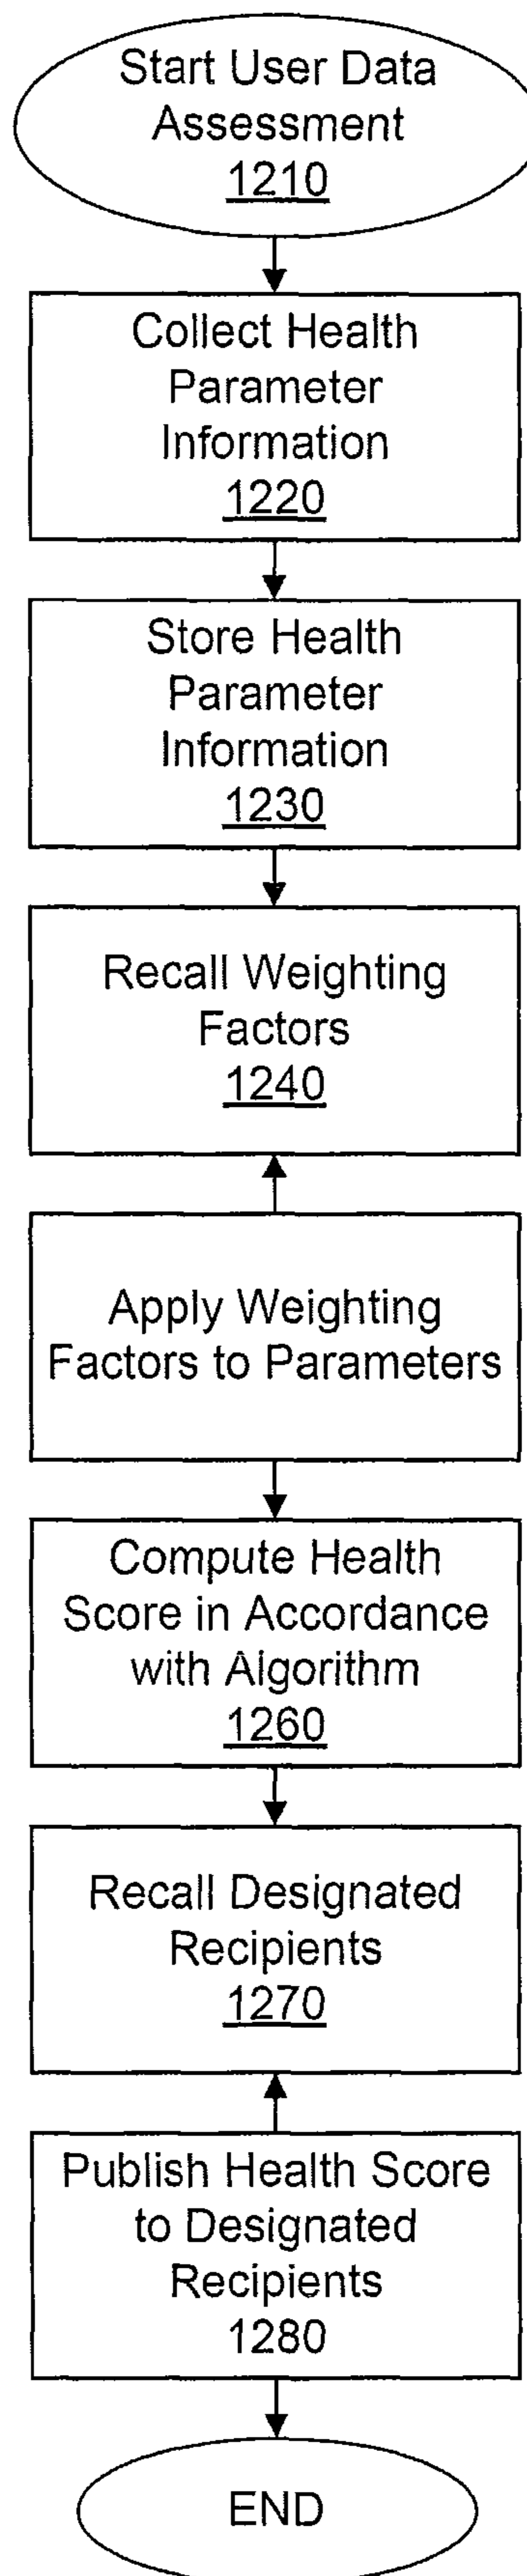 Start User Data
Assessment
1210
Collect Health
Parameter
Information
1220
Store Health
Parameter
Information
1230
Recall Weighting
Factors
1240
Apply Weighting
Factors to Parameters
Compute Health
Score in Accordance
with Algorithm
1260
Recall Designated
Recipients
1270
Publish Health Score
to Designated
Recipients
1280
END